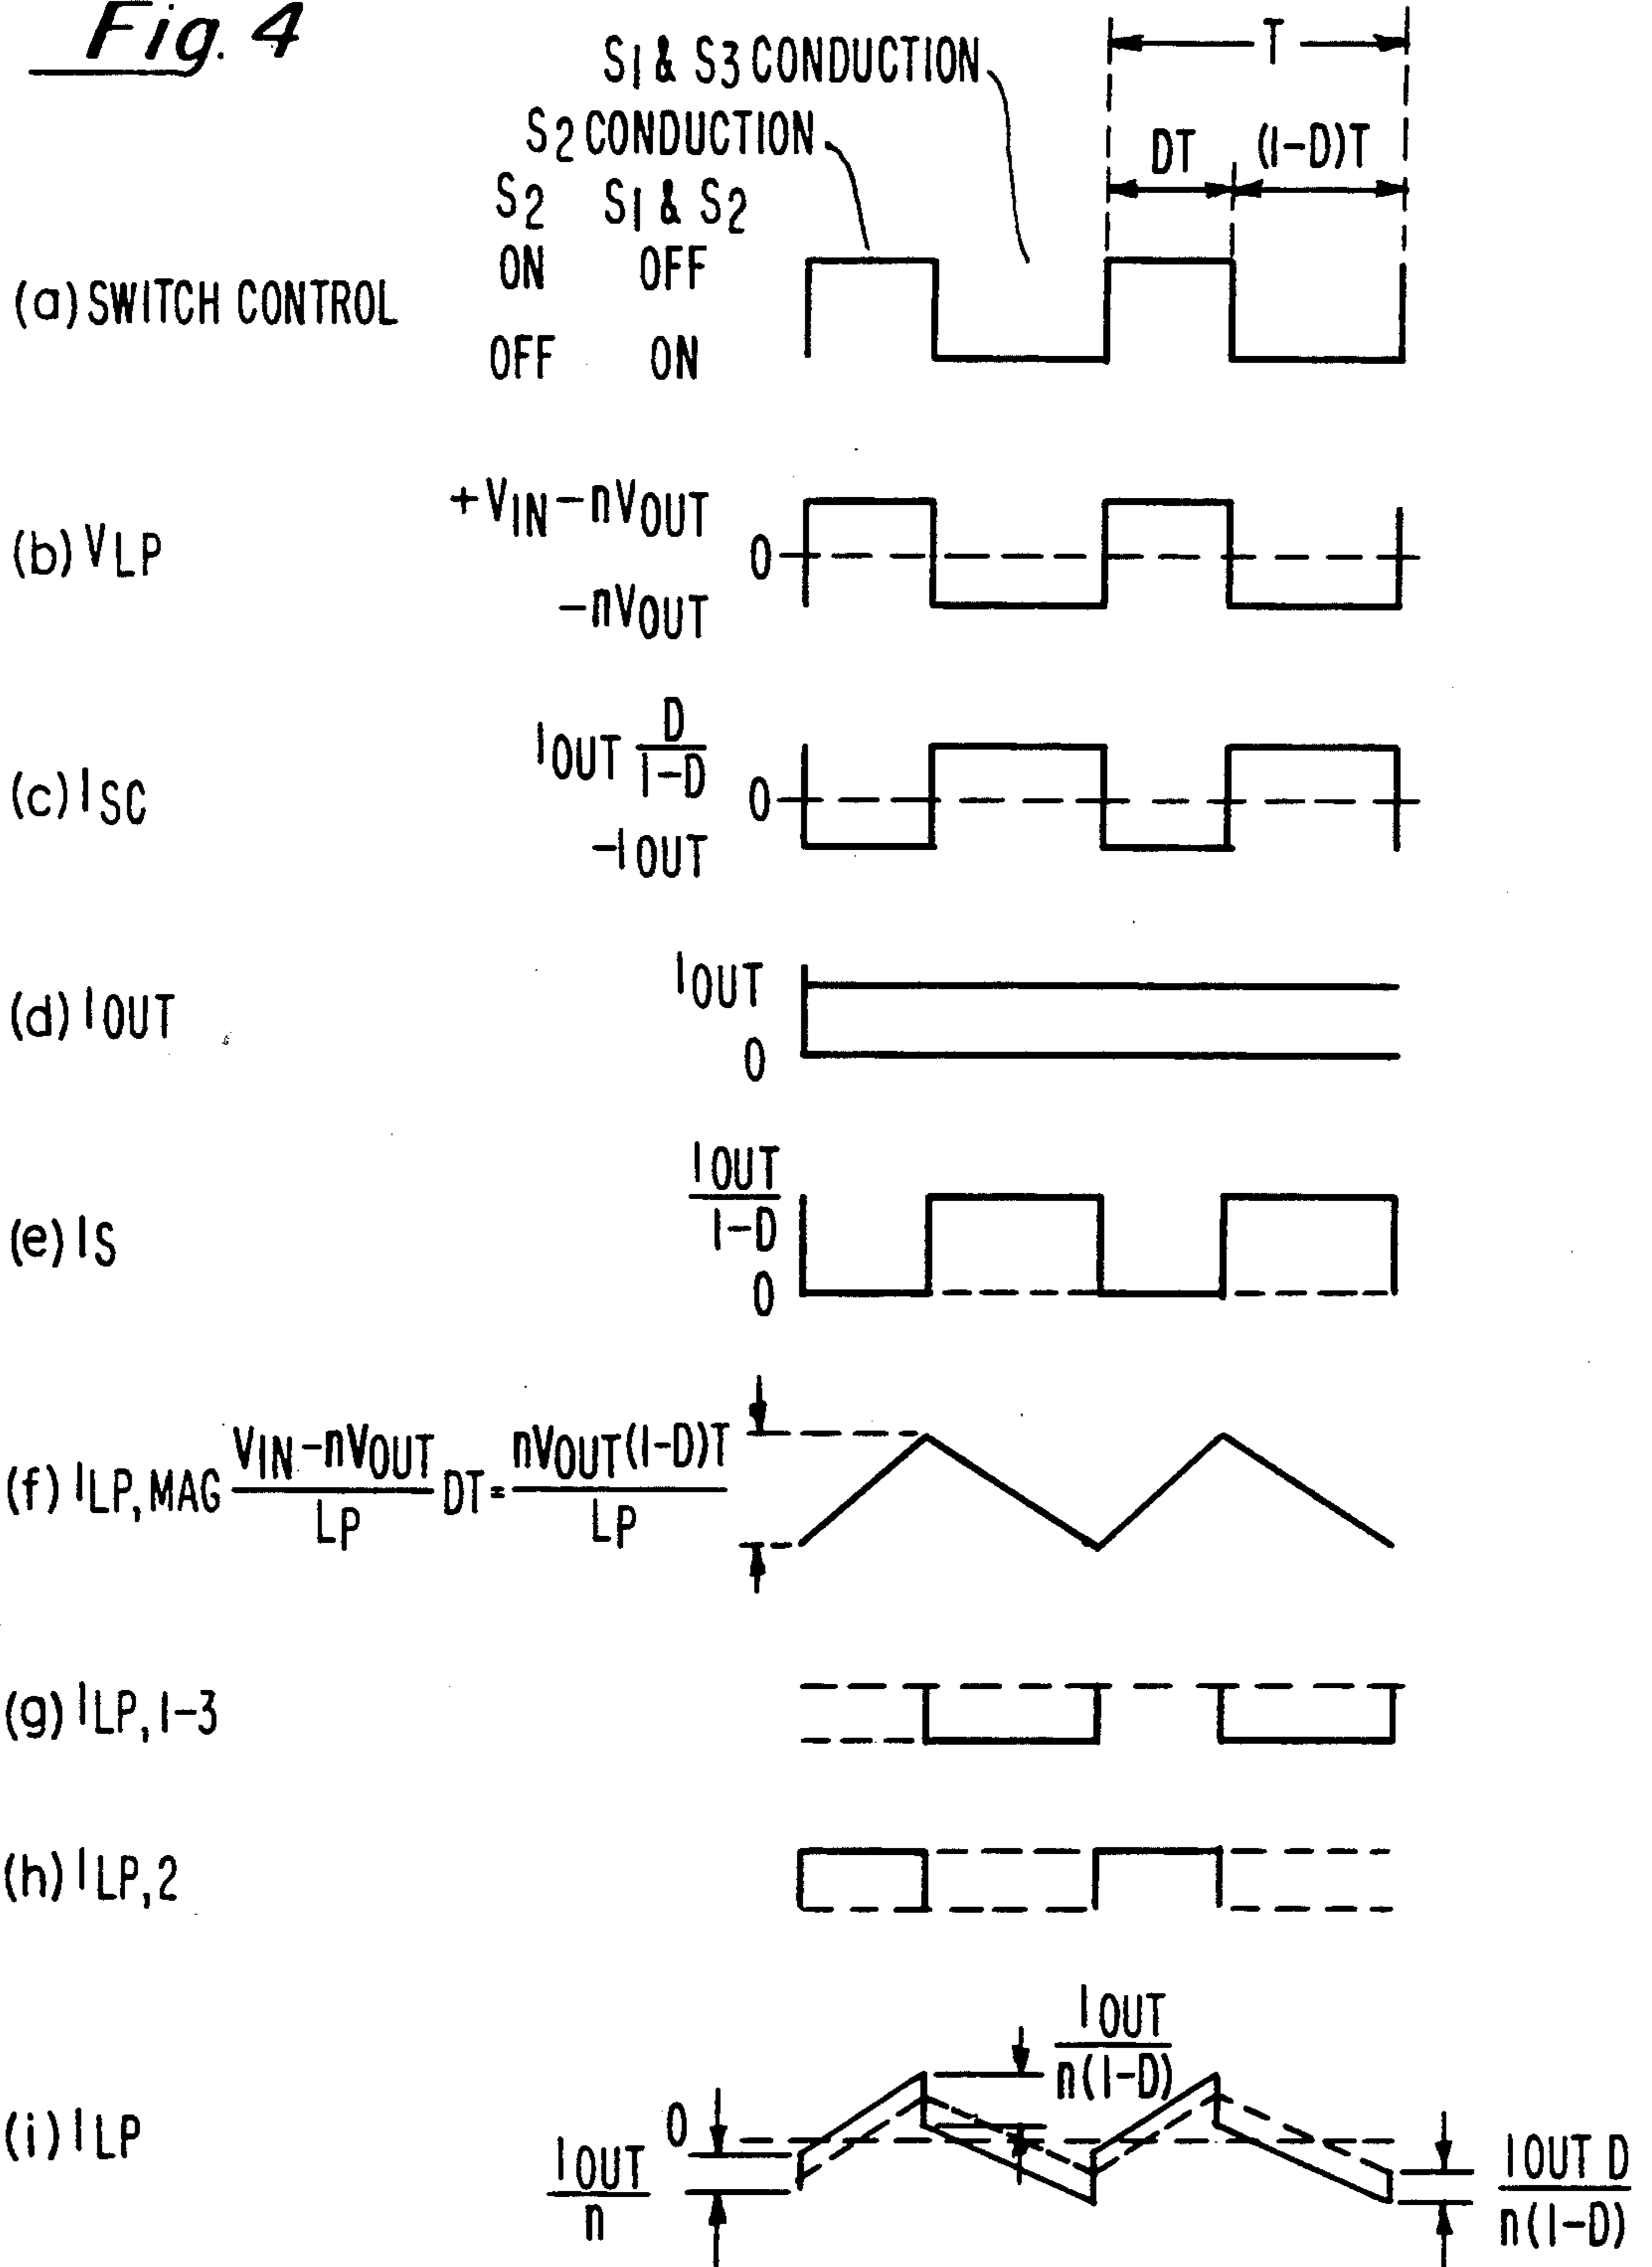 Fig. 4
T
S1 & S3 CONDUCTION
S2 CONDUCTION
DT (1-D)T
S2 S1 & S2
ON OFF
(a) SWITCH CONTROL
OFF ON
+VIN-nVOUT
(b) VLP 0
-nVOUT
IOUT D/1-D
(c) ISC 0
-IOUT
IOUT
(d) IOUT
0
IOUT/1-D
(e) IS
0
(f) ILP, MAG VIN-nVOUT/LP DT = nVOUT(1-D)T/LP
(g) ILP, 1-3
(h) ILP, 2
IOUT/n(1-D)
(i) ILP 0
IOUT/n
IOUT D/n(1-D)